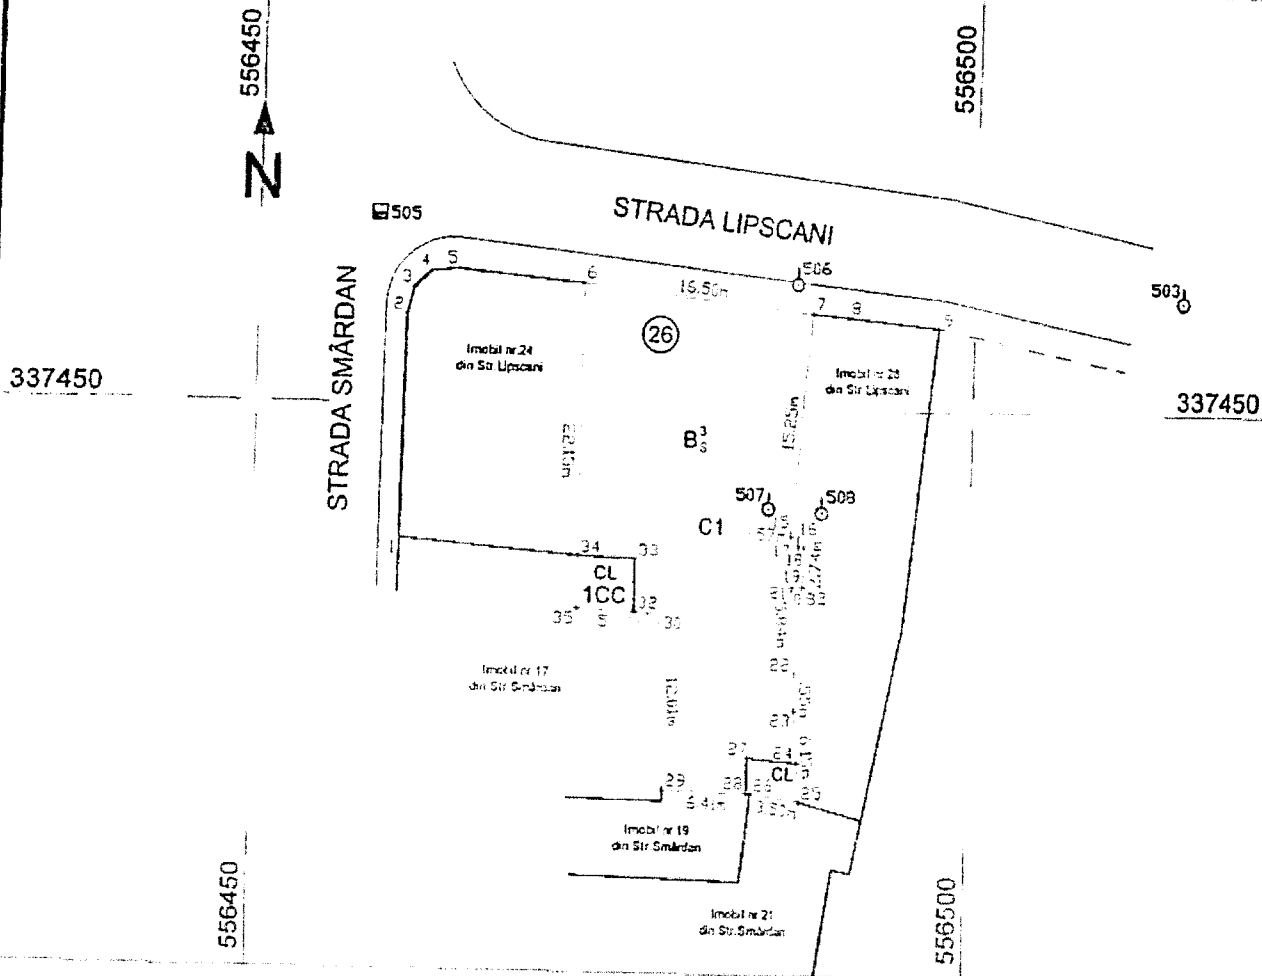 556450
556500
N
505
STRADA LIPSCANI
506
503
4 5
3
2
6
16.50m
7 8 9
26
STRADA SMÂRDAN
Imobil nr.24
din Str. Lipscani
Imobil nr 28
din Str. Lipscani
337450
337450
15.25m
B³s
507
508
C1
1
34 33
CL
1CC
32
35
30
22
23
Imobil nr 17
din Str Smârdan
27 24
CL
29
28 26
25
Imobil nr 19
din Str Smârdan
Imobil nr 21
din Str.Smârdan
556450
556500